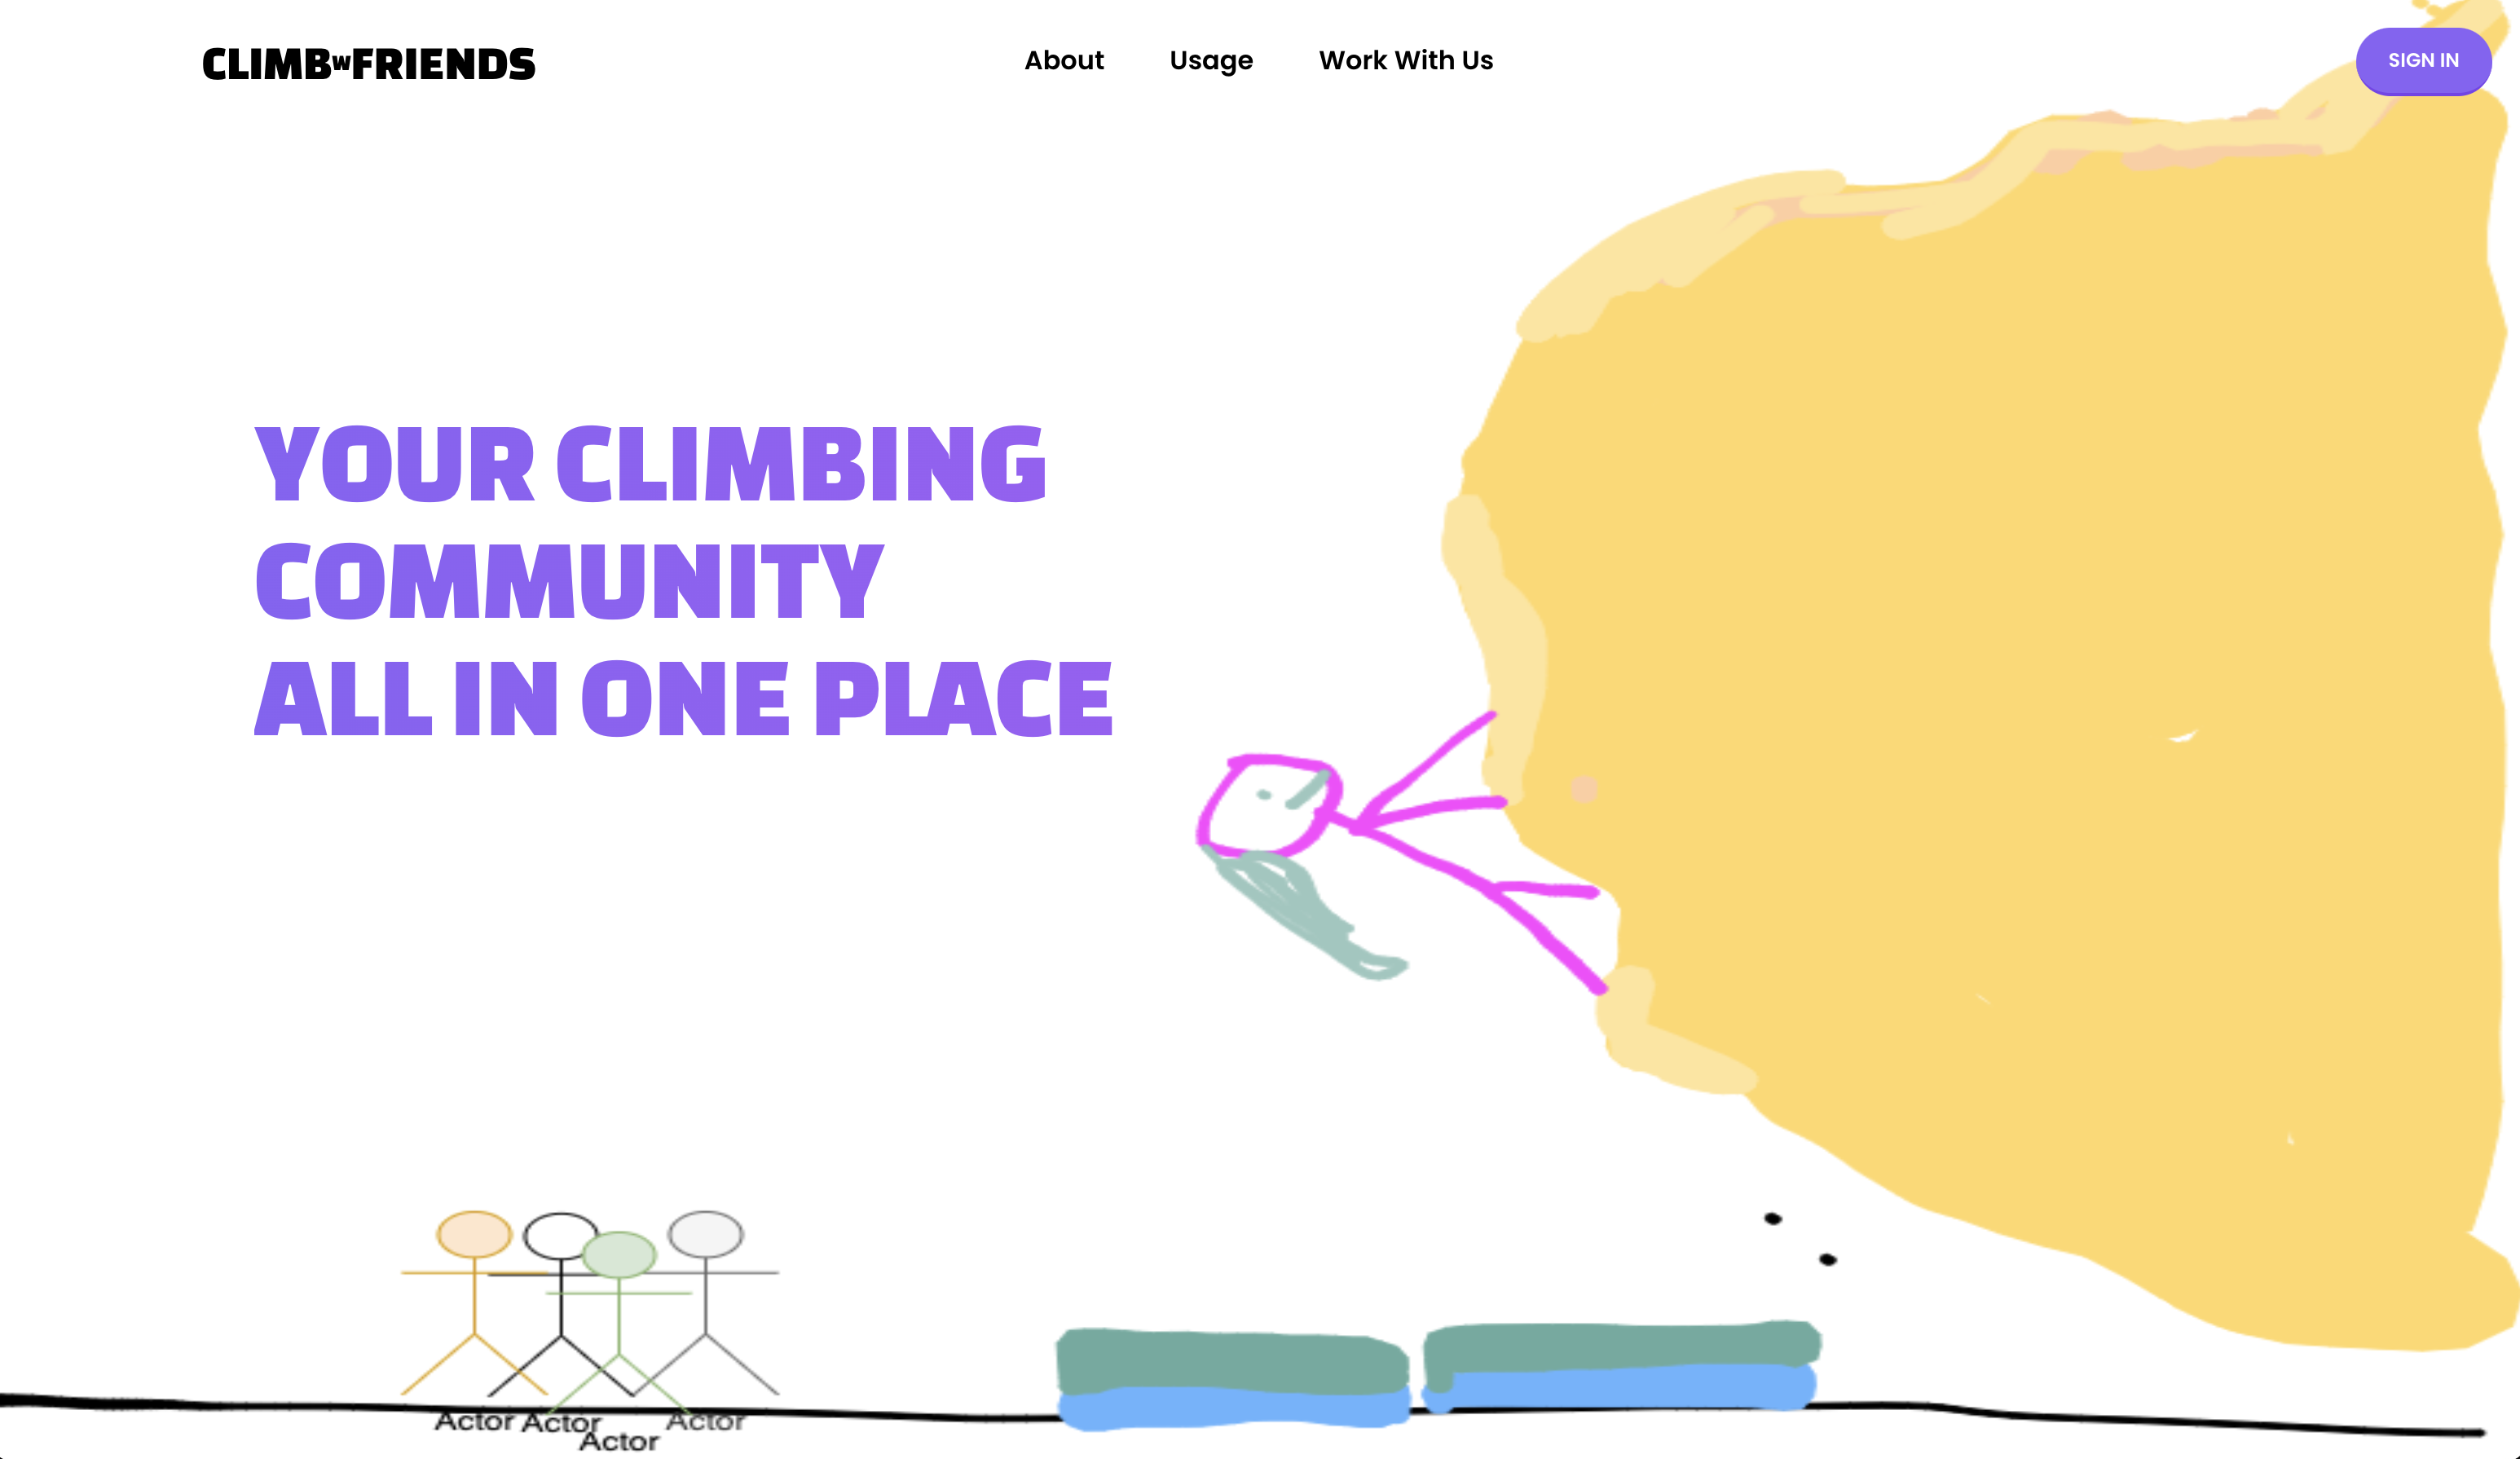 CLIMBWFRIENDS
About Usage Work With Us
SIGN IN
YOUR CLIMBING
COMMUNITY
ALL IN ONE PLACE
Actor Actor Actor
Actor